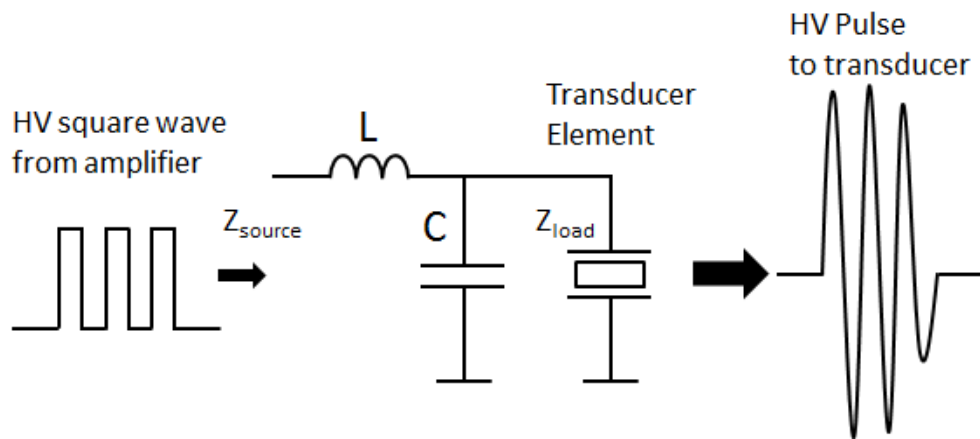 HV Pulse
to transducer
HV square wave
from amplifier
L
Transducer
Element
Zsource
C
Zload